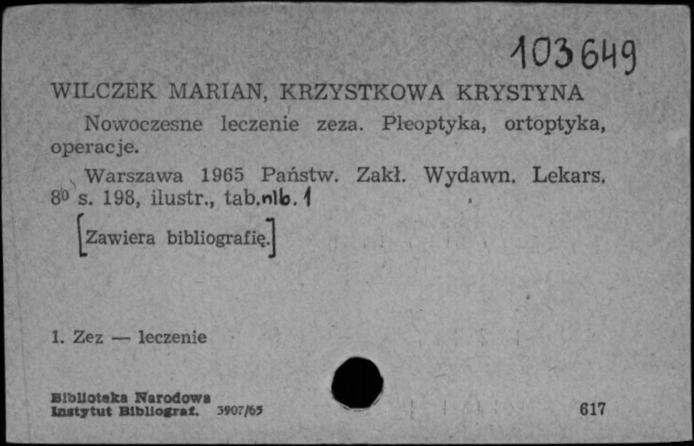 103649
WILCZEK MARIAN, KRZYSTKOWA KRYSTYNA
Nowoczesne leczenie zeza. Pleoptyka, ortoptyka,
operacje.
Warszawa 1965 Państw. Zakł. Wydawn. Lekars.
8⁰ s. 198, ilustr., tab.nlb. 1
[Zawiera bibliografię.]
1. Zez — leczenie
Biblioteka Narodowa
Instytut Bibliograf. 3907/65
617